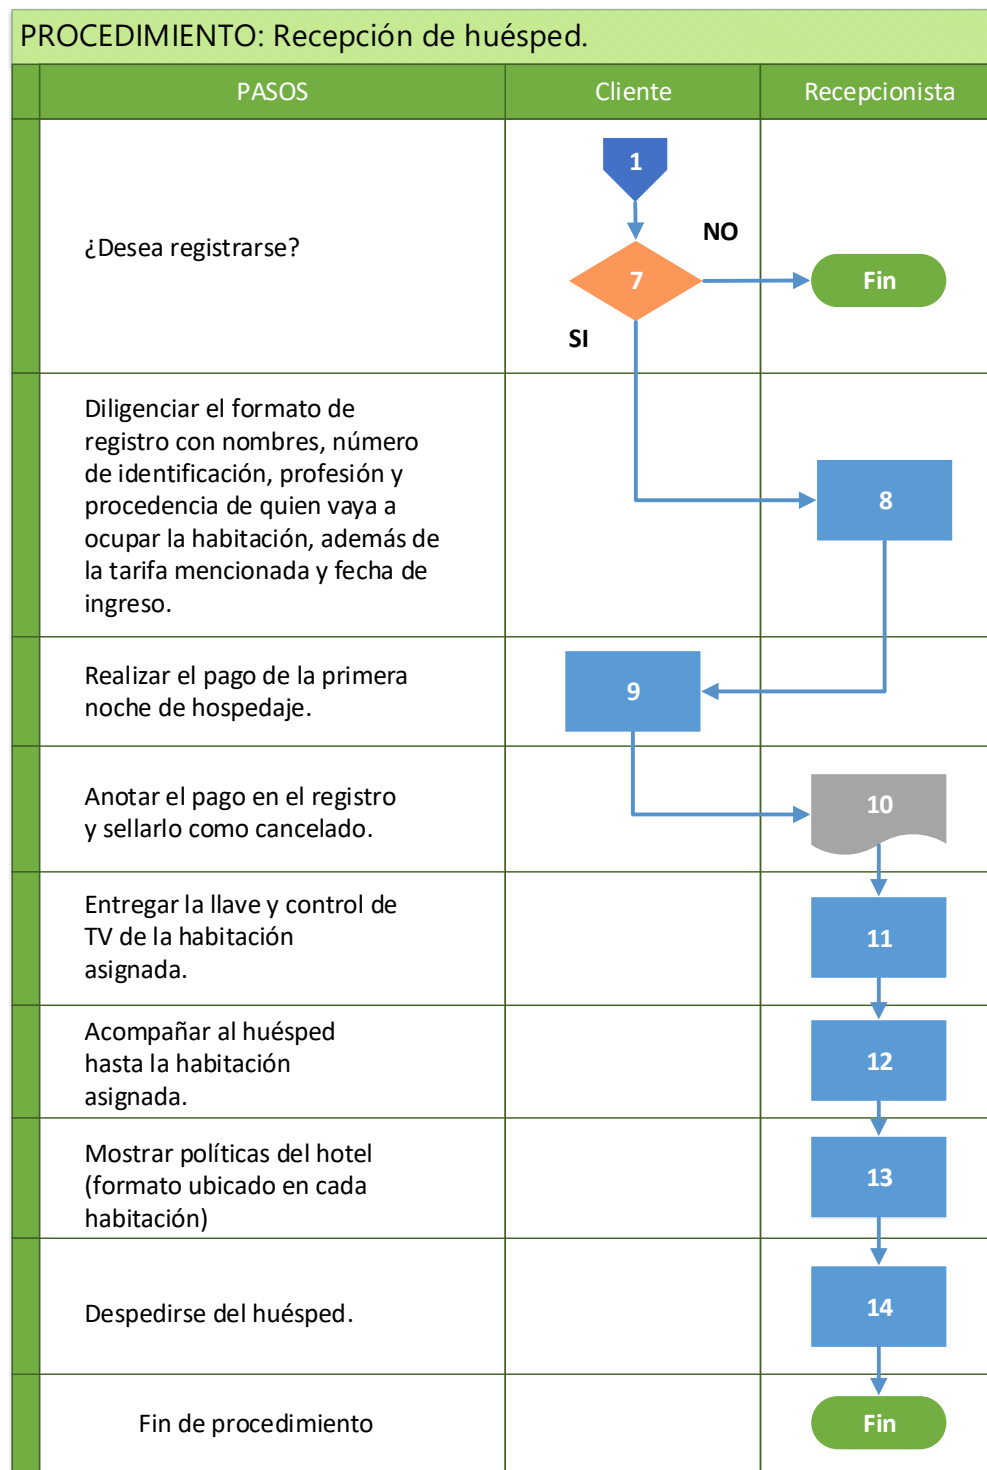 PROCEDIMIENTO: Recepción de huésped.
PASOS
Cliente
Recepcionista
1
¿Desea registrarse?
NO
7
Fin
SI
Diligenciar el formato de
registro con nombres, número
de identificación, profesión y
procedencia de quien vaya a
ocupar la habitación, además de
la tarifa mencionada y fecha de
ingreso.
8
Realizar el pago de la primera
noche de hospedaje.
9
Anotar el pago en el registro
y sellarlo como cancelado.
10
Entregar la llave y control de
TV de la habitación
asignada.
11
Acompañar al huésped
hasta la habitación
asignada.
12
Mostrar políticas del hotel
(formato ubicado en cada
habitación)
13
Despedirse del huésped.
14
Fin de procedimiento
Fin